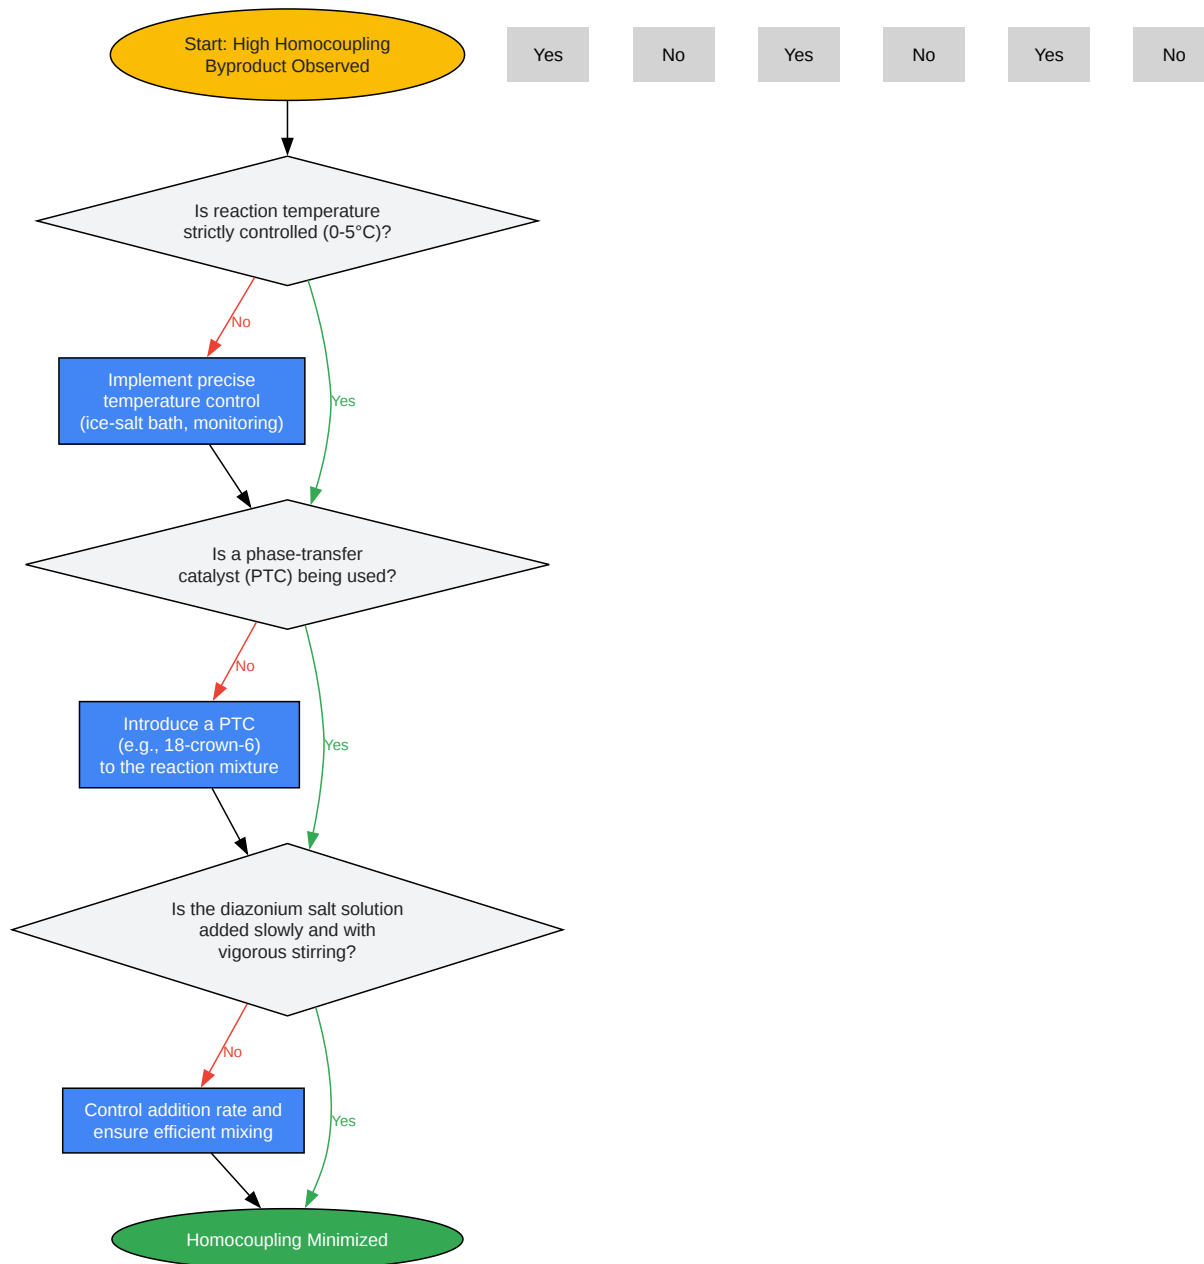 Start: High Homocoupling
Byproduct Observed
Yes
No
Yes
No
Yes
No
Is reaction temperature
strictly controlled (0-5°C)?
No
Implement precise
temperature control
(ice-salt bath, monitoring)
Yes
Is a phase-transfer
catalyst (PTC) being used?
No
Introduce a PTC
(e.g., 18-crown-6)
to the reaction mixture
Yes
Is the diazonium salt solution
added slowly and with
vigorous stirring?
No
Control addition rate and
ensure efficient mixing
Yes
Homocoupling Minimized